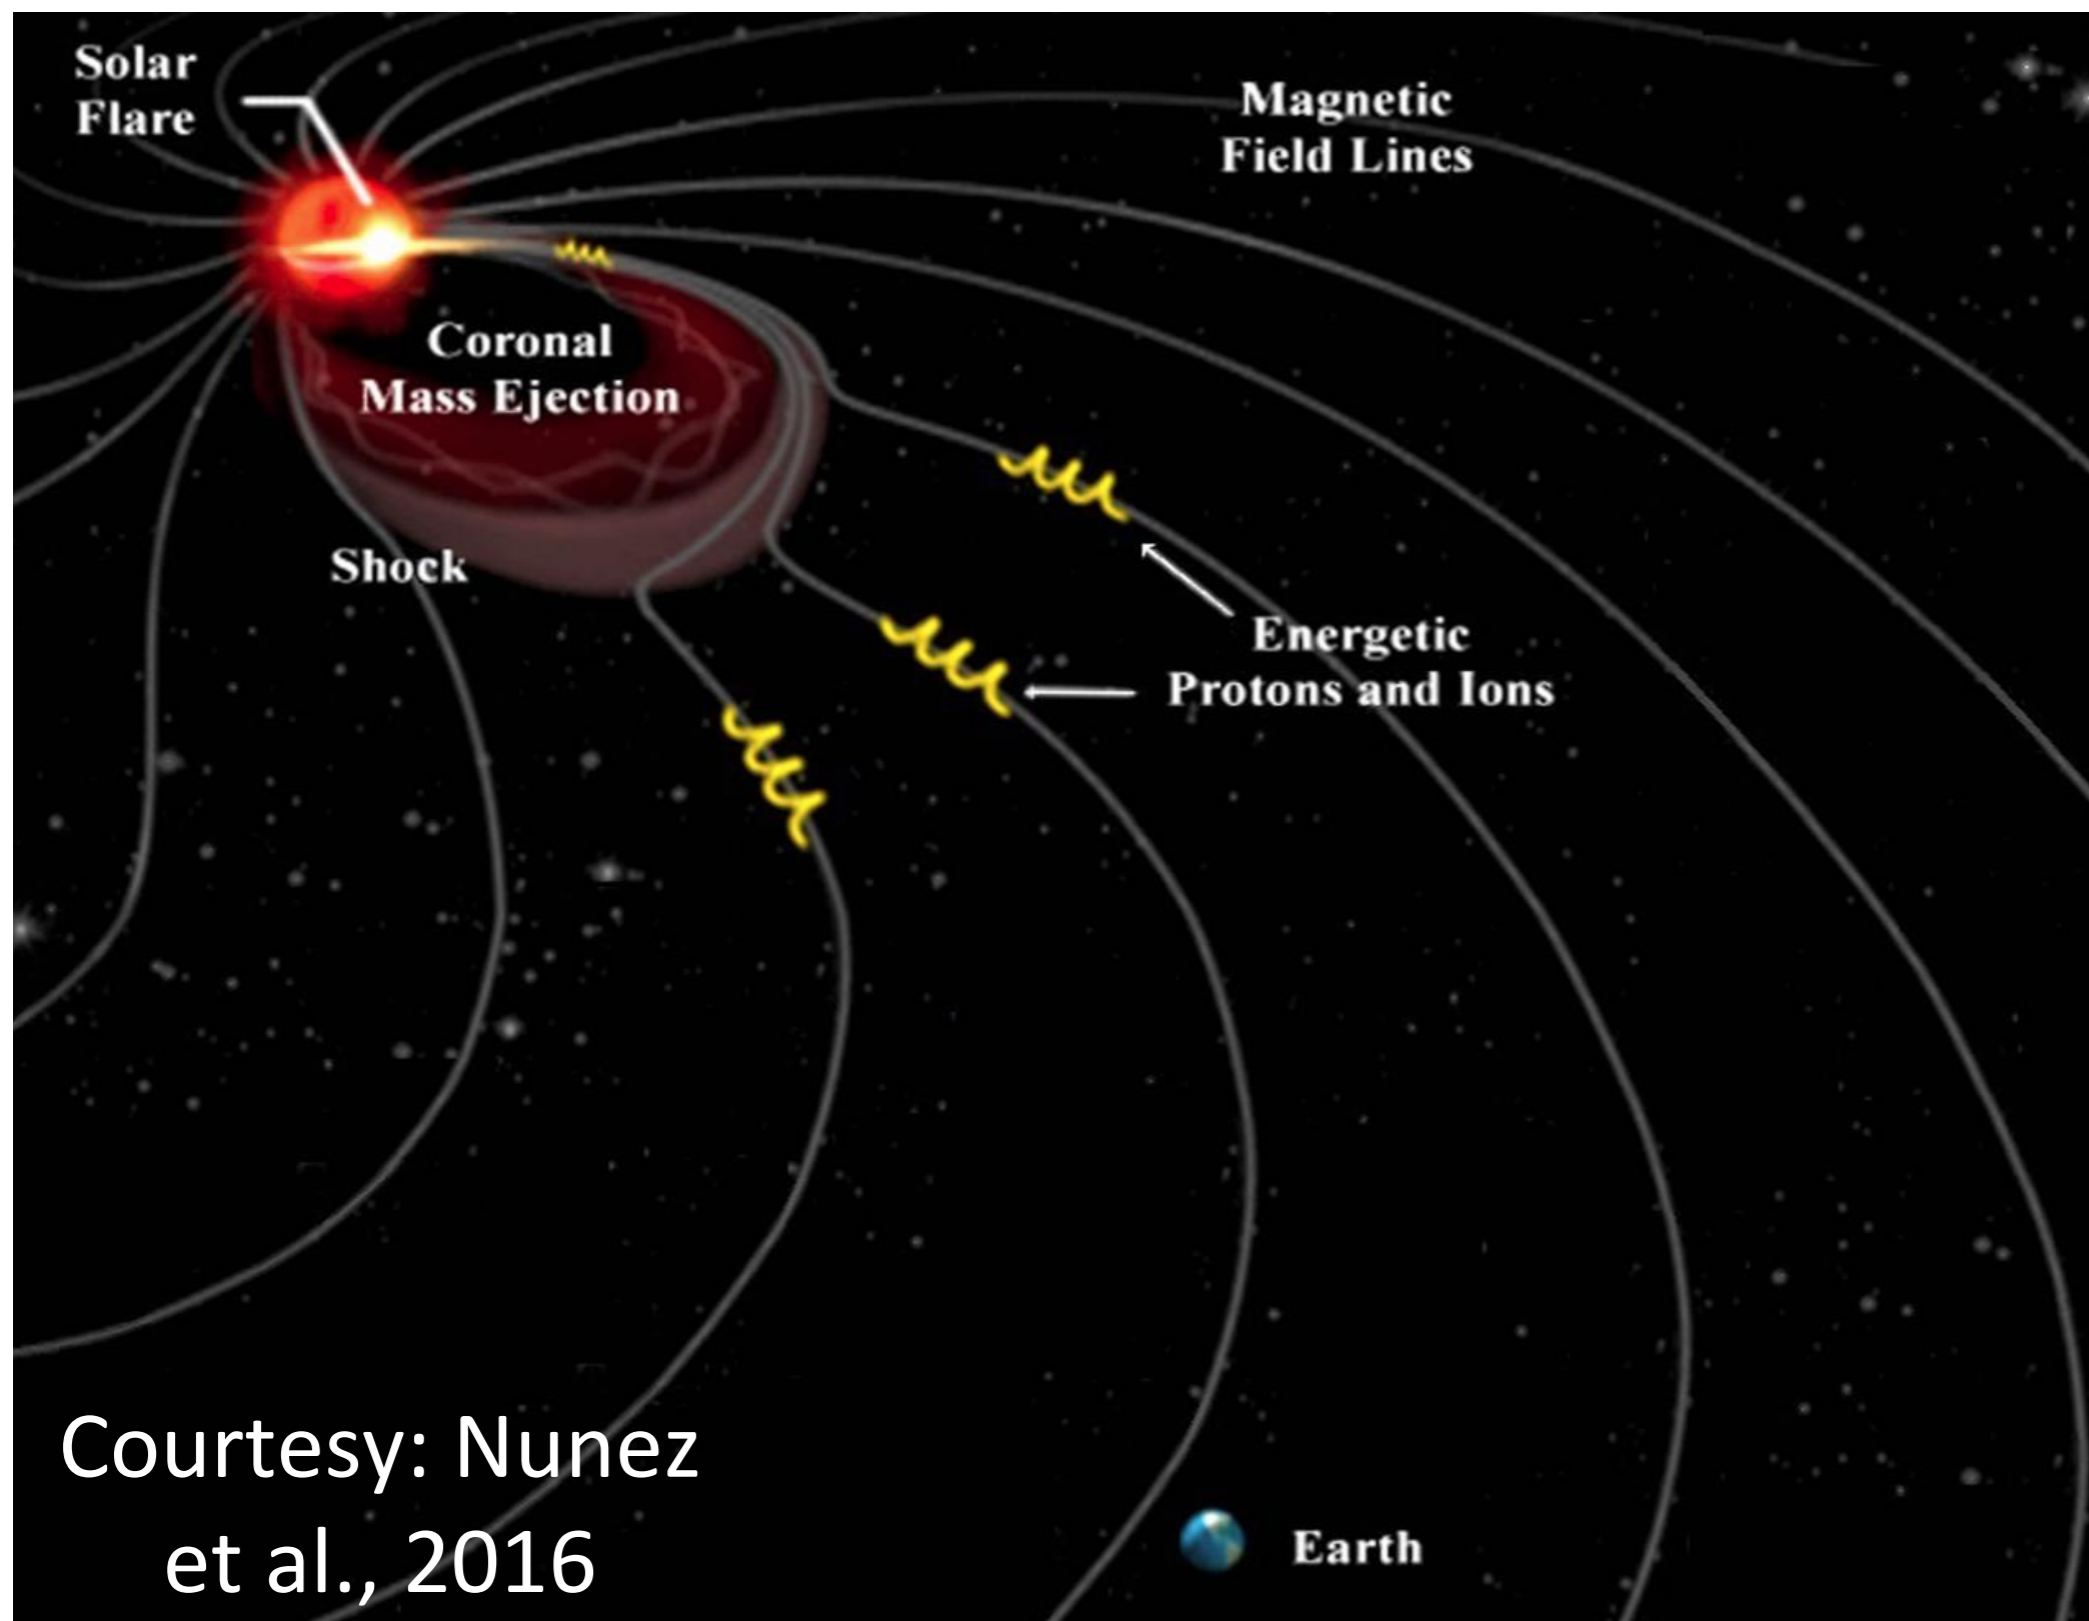 Solar
Flare
Magnetic
Field Lines
Coronal
Mass Ejection
Shock
Energetic
Protons and Ions
Courtesy: Nunez
et al., 2016
Earth